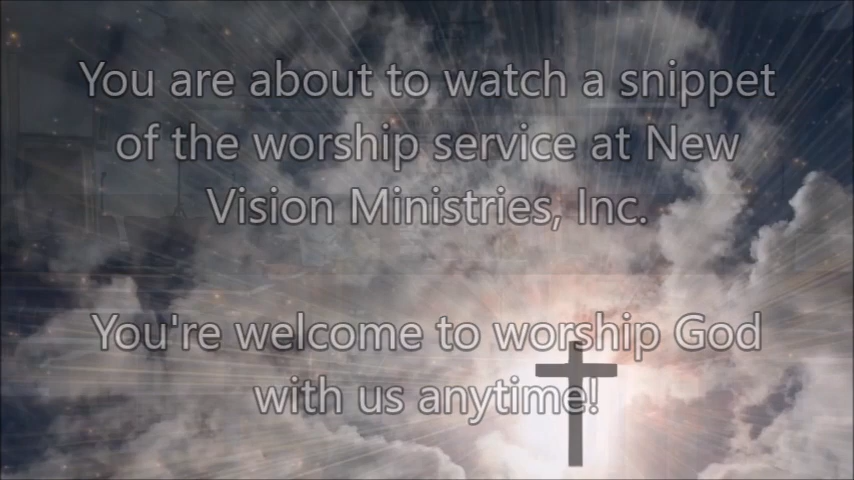 You are about to watch a snippet
of the worship service at New
Vision Ministries, Inc.
You're welcome to worship God
with us anytime!